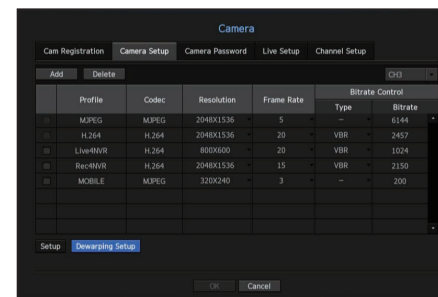 Camera
Cam Registration Camera Setup Camera Password Live Setup Channel Setup
Add Delete CH3
Profile Codec Resolution Frame Rate Bitrate Control
Type Bitrate
MJPEG MJPEG 2048X1536 5 - 6144
H.264 H.264 2048X1536 20 VBR 2457
Live4NVR H.264 800X600 20 VBR 1024
Rec4NVR H.264 2048X1536 15 VBR 2150
MOBILE MJPEG 320X240 3 - 200
Setup Dewarping Setup
OK Cancel